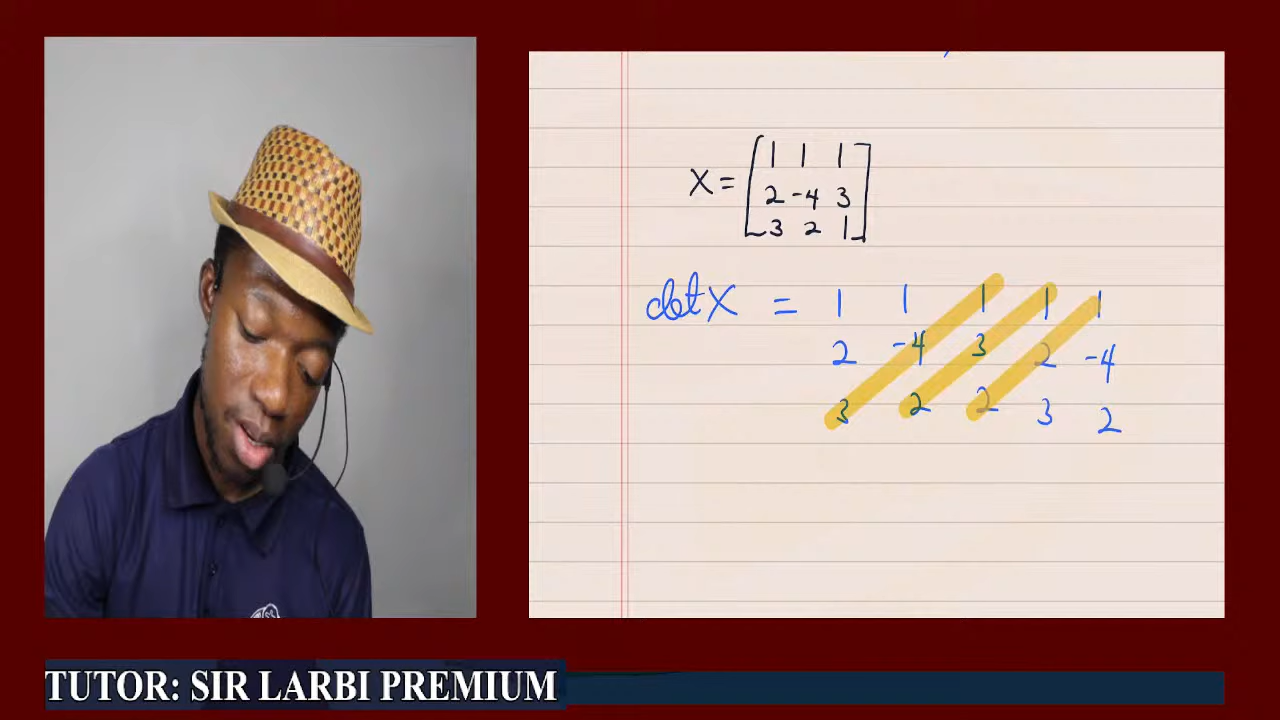 X = [1 1 1
2 -4 3
3 2 1]
det X = 1 1 1 1 1
2 -4 3 2 -4
3 2 2 3 2
TUTOR: SIR LARBI PREMIUM